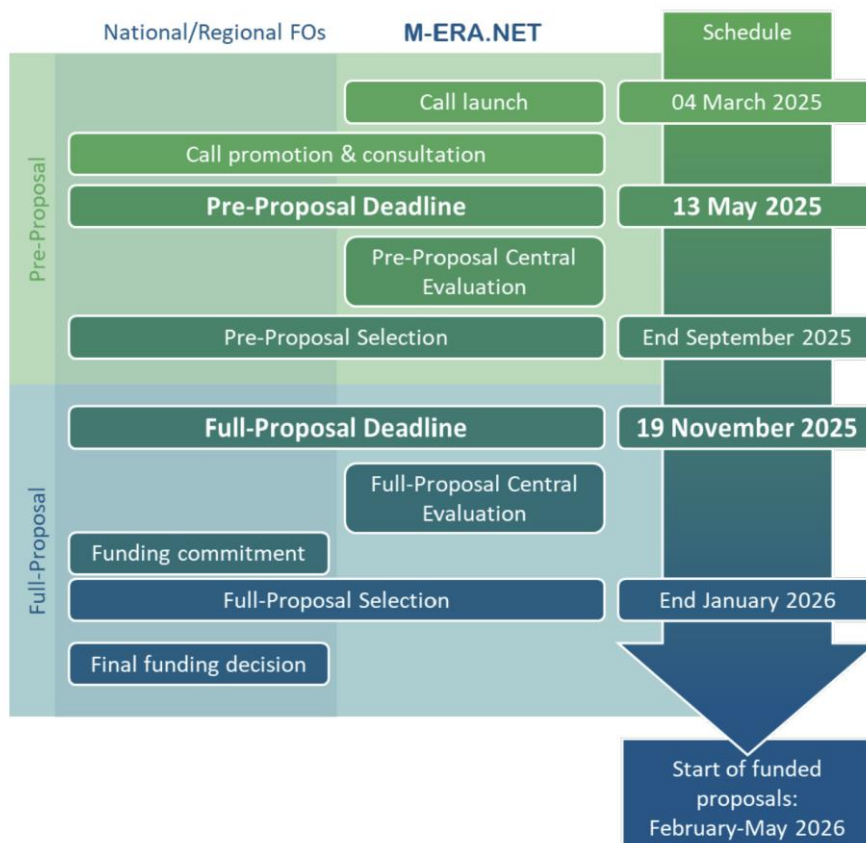 National/Regional FOs
M-ERA.NET
Schedule
Pre-Proposal
Call launch
04 March 2025
Call promotion & consultation
Pre-Proposal Deadline
13 May 2025
Pre-Proposal Central
Evaluation
Pre-Proposal Selection
End September 2025
Full-Proposal
Full-Proposal Deadline
19 November 2025
Full-Proposal Central
Evaluation
Funding commitment
Full-Proposal Selection
End January 2026
Final funding decision
Start of funded
proposals:
February-May 2026